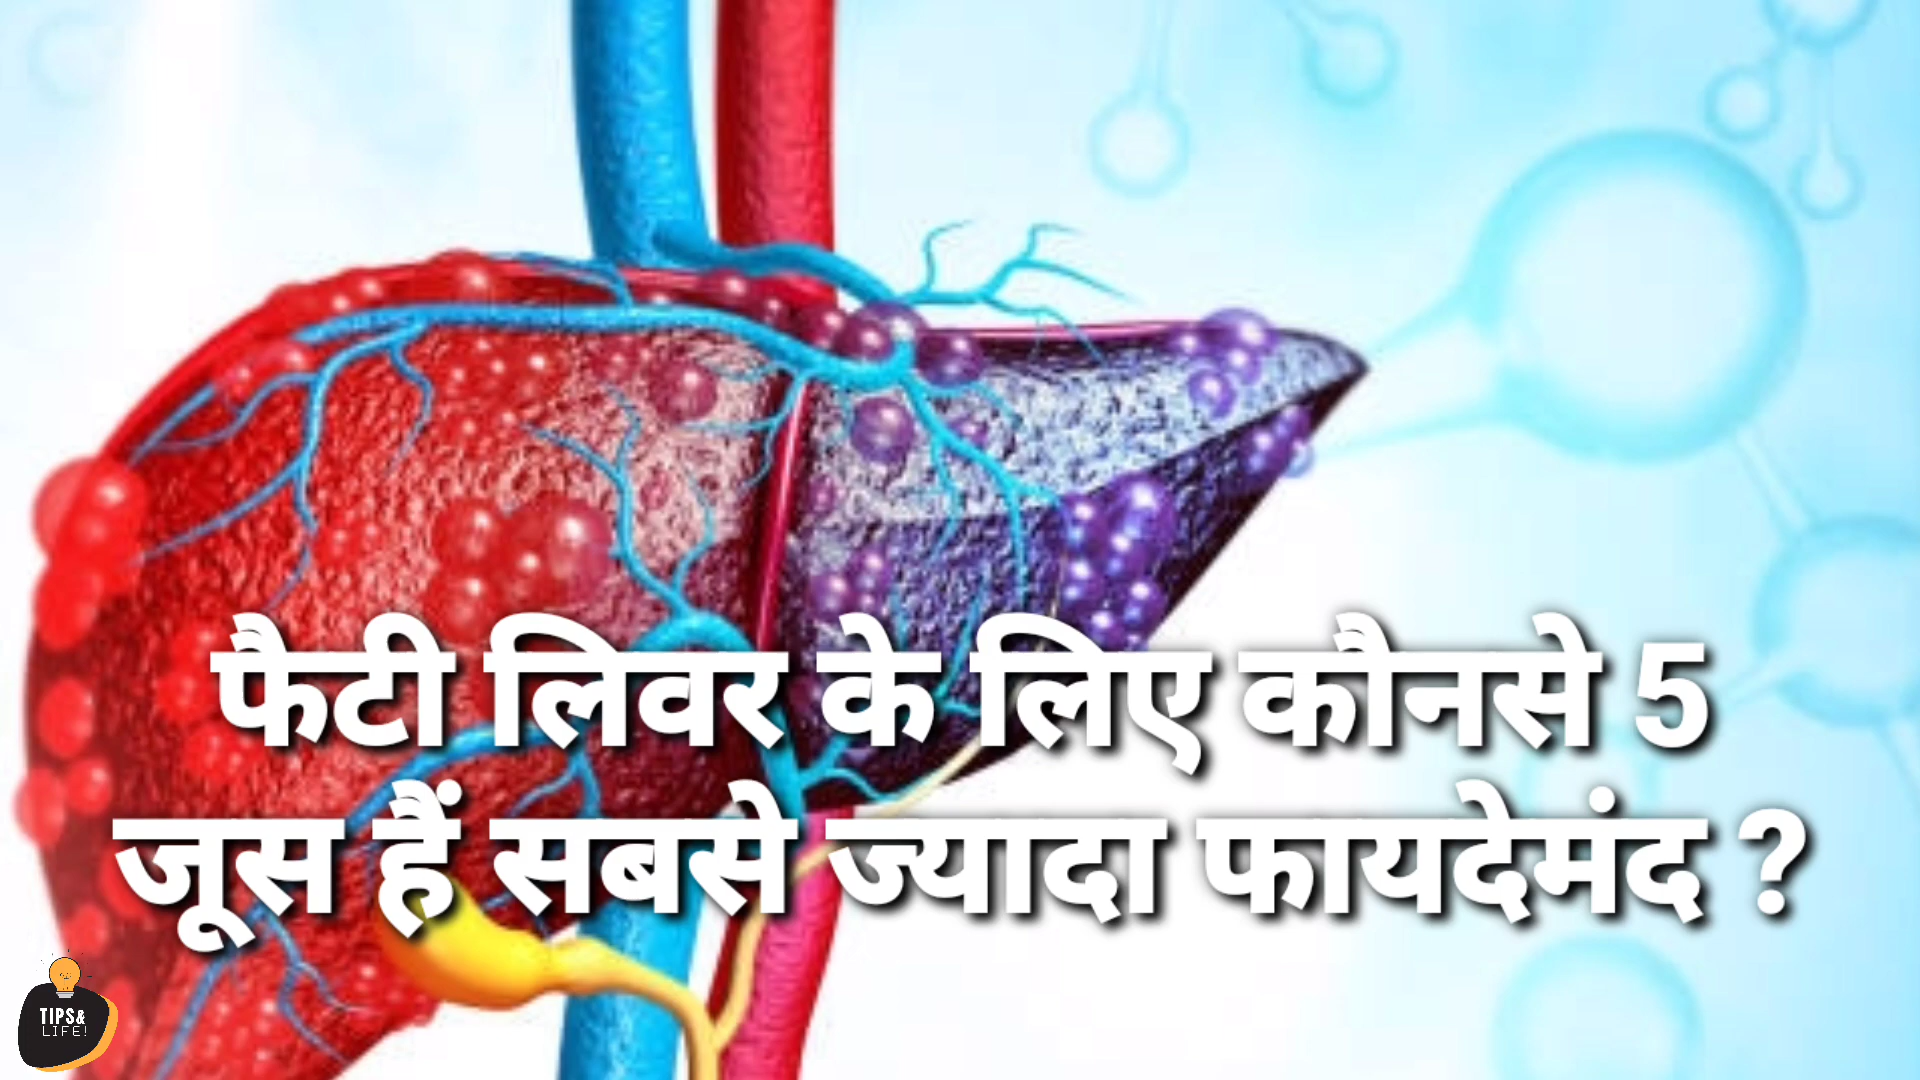 फैटी लिवर के लिए कौनसे 5
जूस हैं सबसे ज्यादा फायदेमंद ?
TIPS&
LIFE!